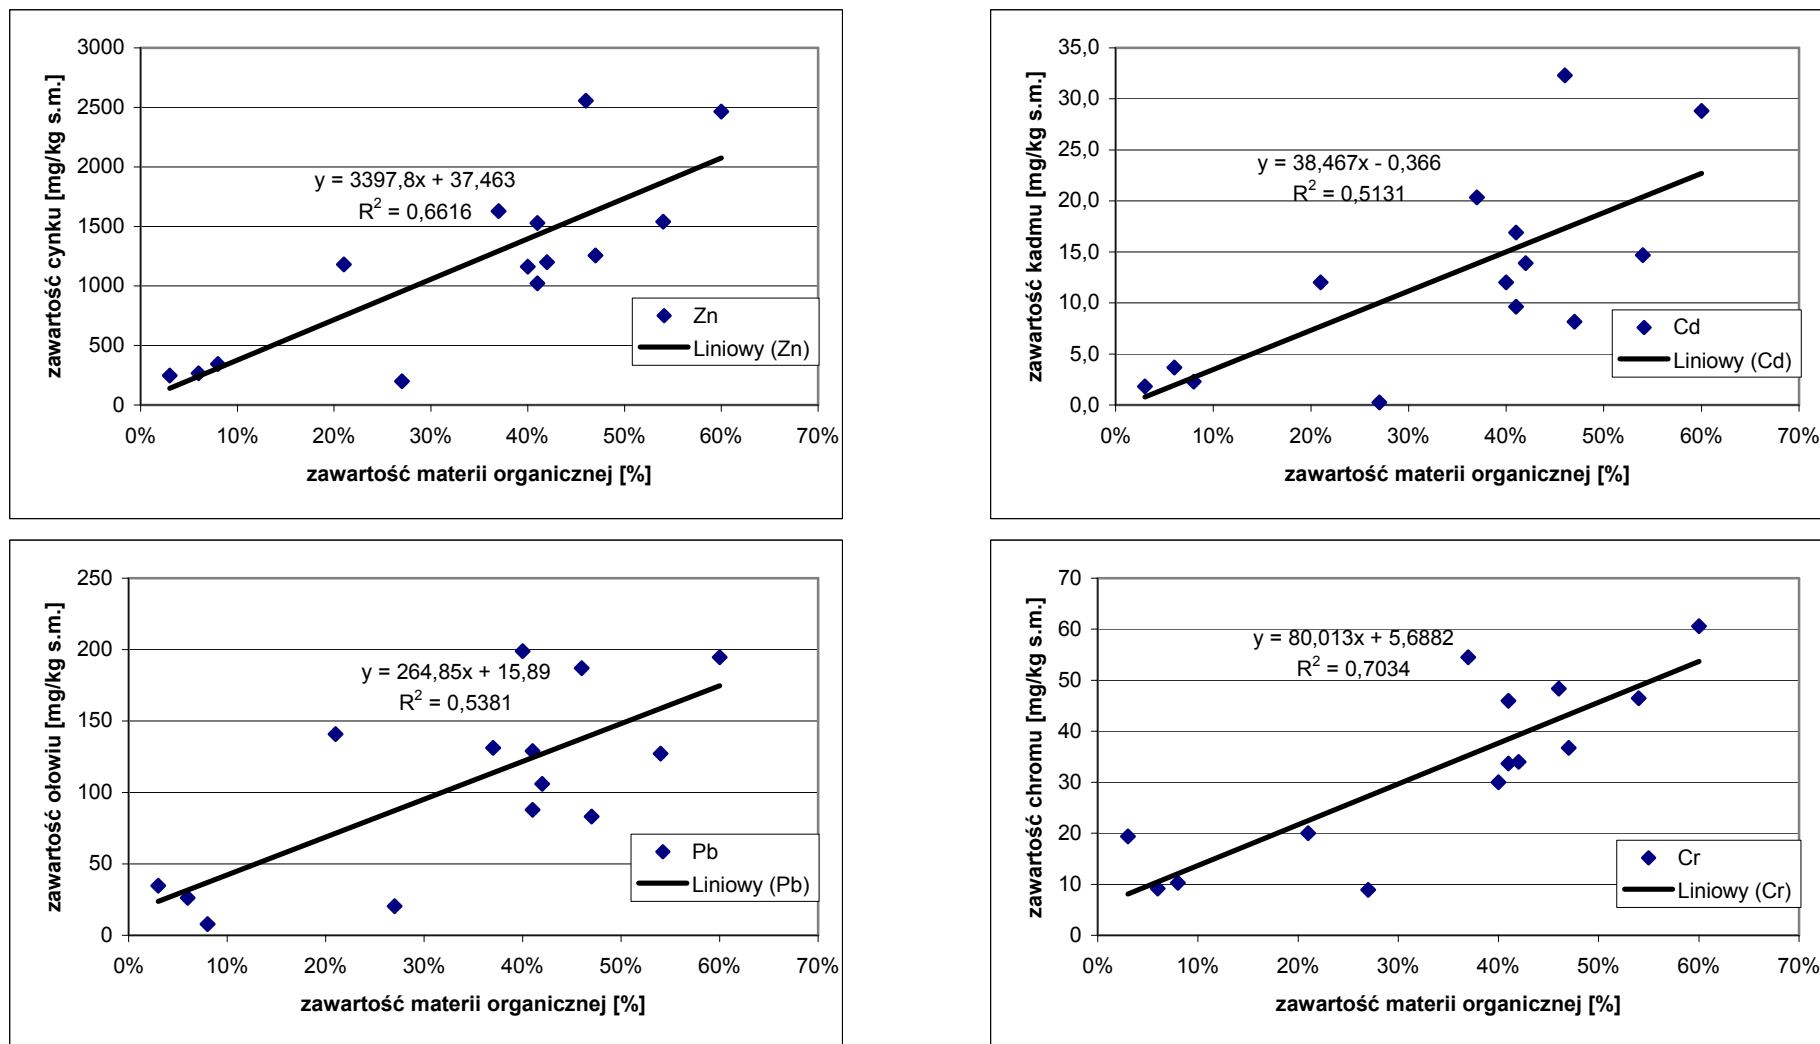 zawartość cynku [mg/kg s.m.]
3000
2500
2000
1500
1000
500
0
y = 3397,8x + 37,463
R² = 0,6616
Zn
Liniowy (Zn)
0% 10% 20% 30% 40% 50% 60% 70%
zawartość materii organicznej [%]
zawartość kadmu [mg/kg s.m.]
35,0
30,0
25,0
20,0
15,0
10,0
5,0
0,0
y = 38,467x - 0,366
R² = 0,5131
Cd
Liniowy (Cd)
0% 10% 20% 30% 40% 50% 60% 70%
zawartość materii organicznej [%]
zawartość ołowiu [mg/kg s.m.]
250
200
150
100
50
0
y = 264,85x + 15,89
R² = 0,5381
Pb
Liniowy (Pb)
0% 10% 20% 30% 40% 50% 60% 70%
zawartość materii organicznej [%]
zawartość chromu [mg/kg s.m.]
70
60
50
40
30
20
10
0
y = 80,013x + 5,6882
R² = 0,7034
Cr
Liniowy (Cr)
0% 10% 20% 30% 40% 50% 60% 70%
zawartość materii organicznej [%]